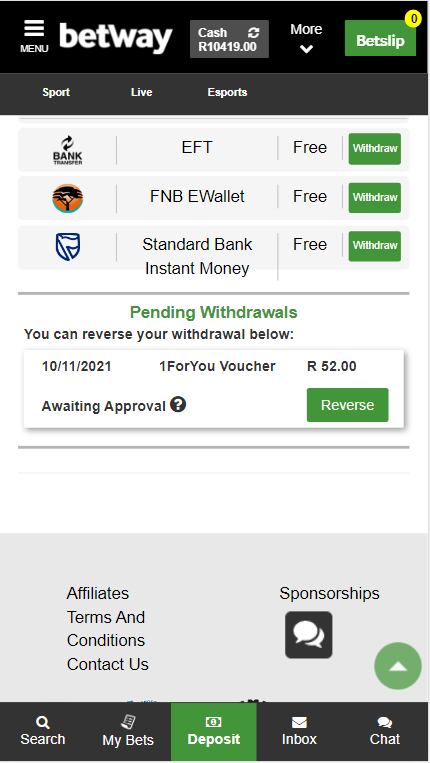 0
MENU
betway
Cash
R10419.00
More
Betslip
Sport Live Esports
BANK
TRANSFER
EFT Free Withdraw
FNB EWallet Free Withdraw
Standard Bank Free Withdraw
Instant Money
Pending Withdrawals
You can reverse your withdrawal below:
10/11/2021 1ForYou Voucher R 52.00
Awaiting Approval ? Reverse
Affiliates Sponsorships
Terms And
Conditions
Contact Us
Search My Bets Deposit Inbox Chat